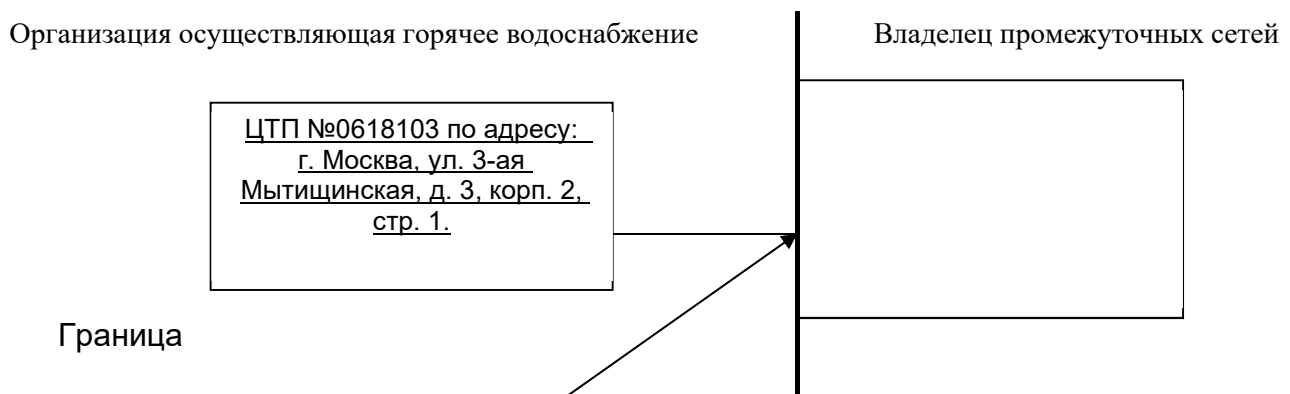 Организация осуществляющая горячее водоснабжение
Владелец промежуточных сетей
ЦТП №0618103 по адресу:
г. Москва, ул. 3-ая
Мытищинская, д. 3, корп. 2,
стр. 1.
Граница